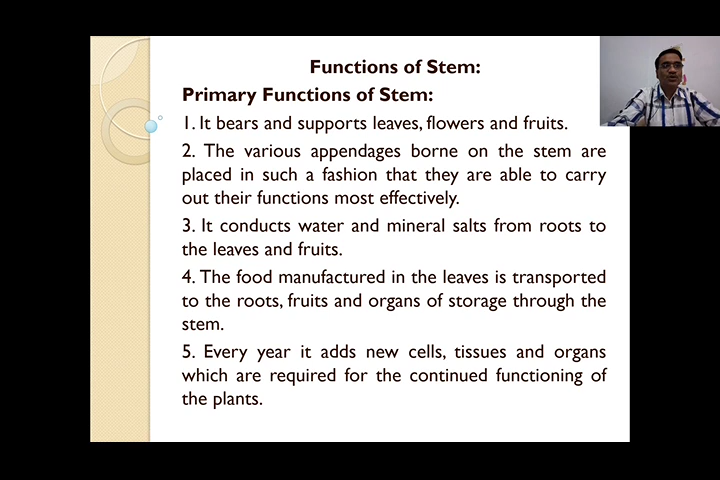 Functions of Stem:
Primary Functions of Stem:
1. It bears and supports leaves, flowers and fruits.
2. The various appendages borne on the stem are
placed in such a fashion that they are able to carry
out their functions most effectively.
3. It conducts water and mineral salts from roots to
the leaves and fruits.
4. The food manufactured in the leaves is transported
to the roots, fruits and organs of storage through the
stem.
5. Every year it adds new cells, tissues and organs
which are required for the continued functioning of
the plants.